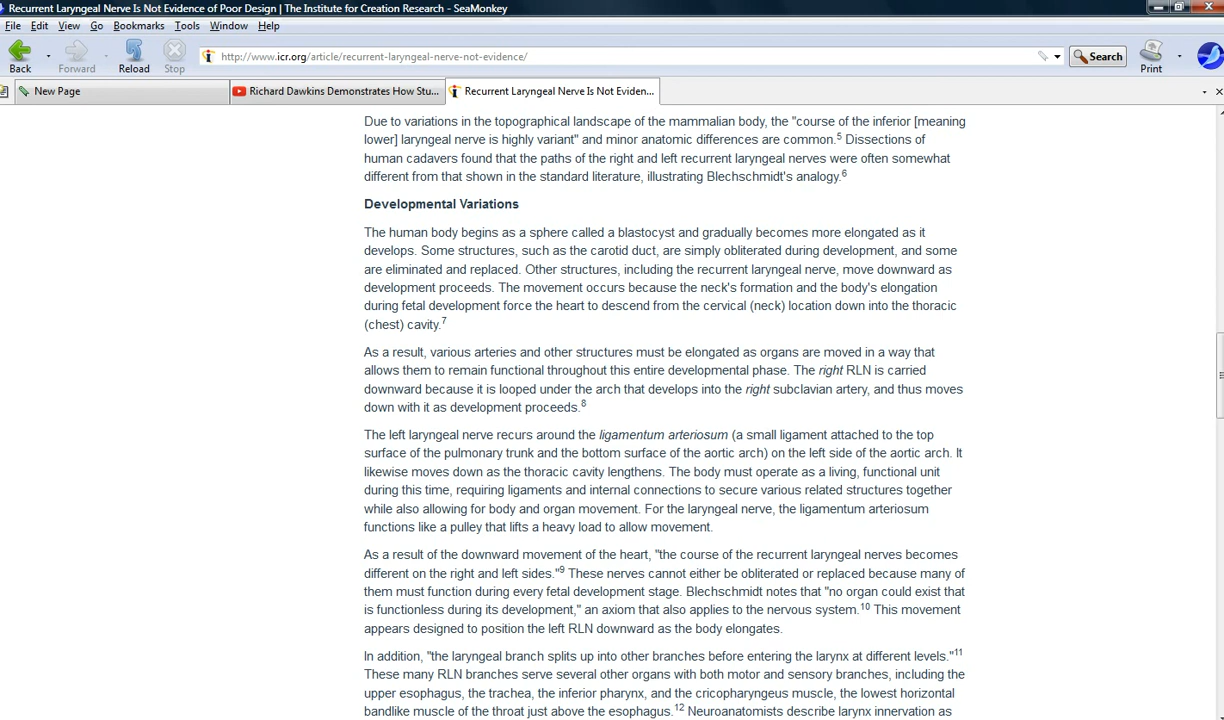 Recurrent Laryngeal Nerve Is Not Evidence of Poor Design | The Institute for Creation Research - SeaMonkey
File Edit View Go Bookmarks Tools Window Help
Back Forward Reload Stop http://www.icr.org/article/recurrent-laryngeal-nerve-not-evidence/ Search Print
New Page Richard Dawkins Demonstrates How Stu... Recurrent Laryngeal Nerve Is Not Eviden...
Due to variations in the topographical landscape of the mammalian body, the "course of the inferior [meaning
lower] laryngeal nerve is highly variant" and minor anatomic differences are common.5 Dissections of
human cadavers found that the paths of the right and left recurrent laryngeal nerves were often somewhat
different from that shown in the standard literature, illustrating Blechschmidt's analogy.6
Developmental Variations
The human body begins as a sphere called a blastocyst and gradually becomes more elongated as it
develops. Some structures, such as the carotid duct, are simply obliterated during development, and some
are eliminated and replaced. Other structures, including the recurrent laryngeal nerve, move downward as
development proceeds. The movement occurs because the neck's formation and the body's elongation
during fetal development force the heart to descend from the cervical (neck) location down into the thoracic
(chest) cavity.7
As a result, various arteries and other structures must be elongated as organs are moved in a way that
allows them to remain functional throughout this entire developmental phase. The right RLN is carried
downward because it is looped under the arch that develops into the right subclavian artery, and thus moves
down with it as development proceeds.8
The left laryngeal nerve recurs around the ligamentum arteriosum (a small ligament attached to the top
surface of the pulmonary trunk and the bottom surface of the aortic arch) on the left side of the aortic arch. It
likewise moves down as the thoracic cavity lengthens. The body must operate as a living, functional unit
during this time, requiring ligaments and internal connections to secure various related structures together
while also allowing for body and organ movement. For the laryngeal nerve, the ligamentum arteriosum
functions like a pulley that lifts a heavy load to allow movement.
As a result of the downward movement of the heart, "the course of the recurrent laryngeal nerves becomes
different on the right and left sides."9 These nerves cannot either be obliterated or replaced because many of
them must function during every fetal development stage. Blechschmidt notes that "no organ could exist that
is functionless during its development," an axiom that also applies to the nervous system.10 This movement
appears designed to position the left RLN downward as the body elongates.
In addition, "the laryngeal branch splits up into other branches before entering the larynx at different levels."11
These many RLN branches serve several other organs with both motor and sensory branches, including the
upper esophagus, the trachea, the inferior pharynx, and the cricopharyngeus muscle, the lowest horizontal
bandlike muscle of the throat just above the esophagus.12 Neuroanatomists describe larynx innervation as